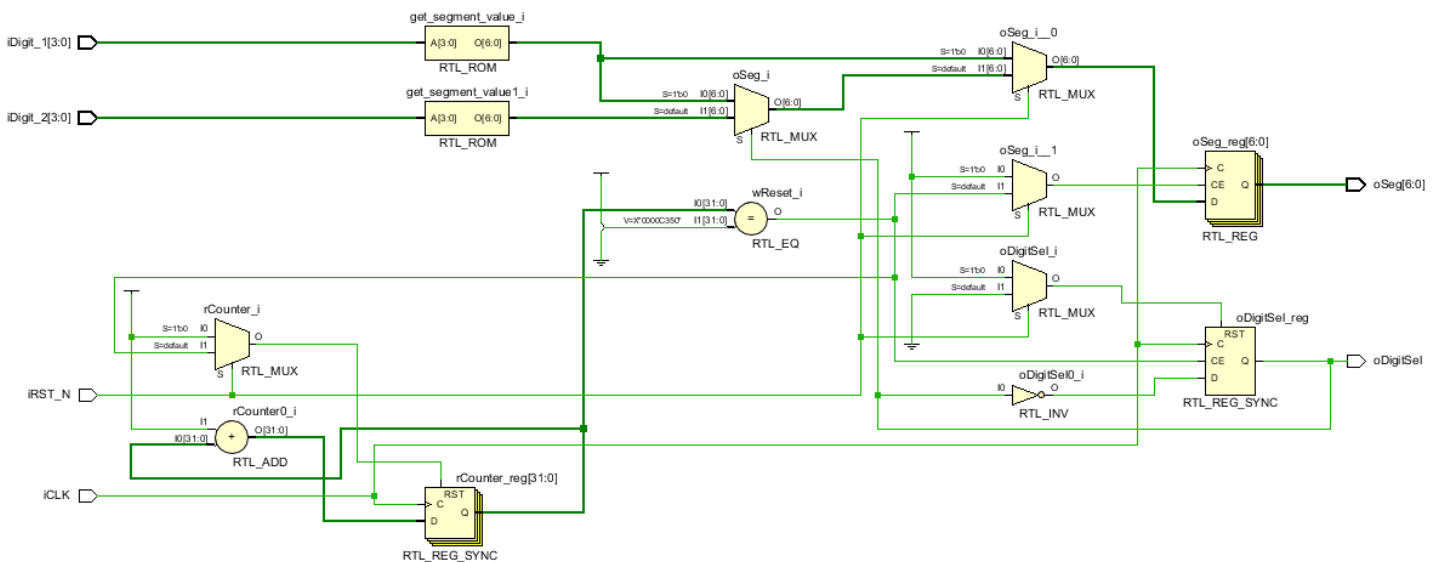 get_segment_value_i
iDigit_1[3:0]
A[3:0] O[6:0]
RTL_ROM
get_segment_value1_i
iDigit_2[3:0]
A[3:0] O[6:0]
RTL_ROM
oSeg_i
S=1'b0 I0[6:0]
S=default I1[6:0]
O[6:0]
S
RTL_MUX
oSeg_i__0
S=1'b0 I0[6:0]
S=default I1[6:0]
O[6:0]
S
RTL_MUX
oSeg_i__1
S=1'b0 I0
S=default I1
O
S
RTL_MUX
oSeg_reg[6:0]
C
CE
D
Q
RTL_REG
oSeg[6:0]
wReset_i
I0[31:0]
V=X"0000C350" I1[31:0]
=
O
RTL_EQ
oDigitSel_i
S=1'b0 I0
S=default I1
O
S
RTL_MUX
oDigitSel_reg
RST
C
CE
D
Q
RTL_REG_SYNC
oDigitSel
oDigitSel0_i
I0 O
RTL_INV
rCounter_i
S=1'b0 I0
S=default I1
O
S
RTL_MUX
iRST_N
rCounter0_i
I1
I0[31:0]
+
O[31:0]
RTL_ADD
iCLK
rCounter_reg[31:0]
RST
C
D
Q
RTL_REG_SYNC